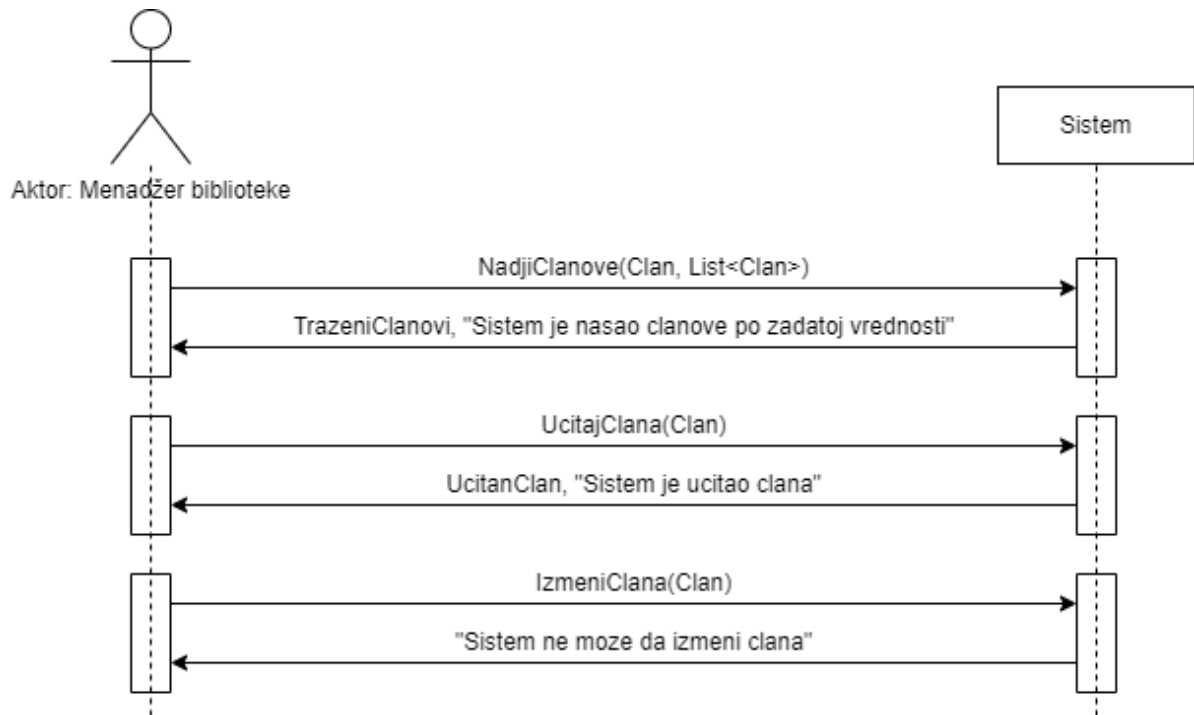 Sistem
Aktor: Menadžer biblioteke
NadjiClanove(Clan, List<Clan>)
TrazeniClanovi, "Sistem je nasao clanove po zadatoj vrednosti"
UcitajClana(Clan)
UcitanClan, "Sistem je ucitao clana"
IzmeniClana(Clan)
"Sistem ne moze da izmeni clana"